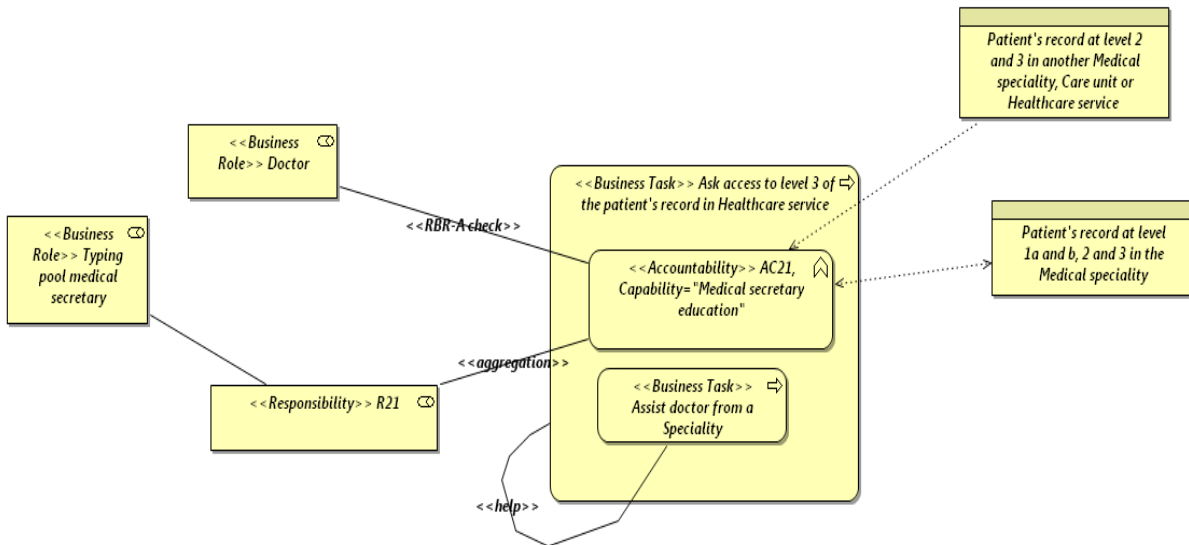 Patient's record at level 2
and 3 in another Medical
speciality, Care unit or
Healthcare service
<<Business
Role>> Doctor
<<Business Task>> Ask access to level 3 of
the patient's record in Healthcare service
<<RBR-A check>>
<<Business
Role>> Typing
pool medical
secretary
Patient's record at level
1a and b, 2 and 3 in the
Medical speciality
<<Accountability>> AC21,
Capability="Medical secretary
education"
<<aggregation>>
<<Responsibility>> R21
<<Business Task>>
Assist doctor from a
Speciality
<<help>>